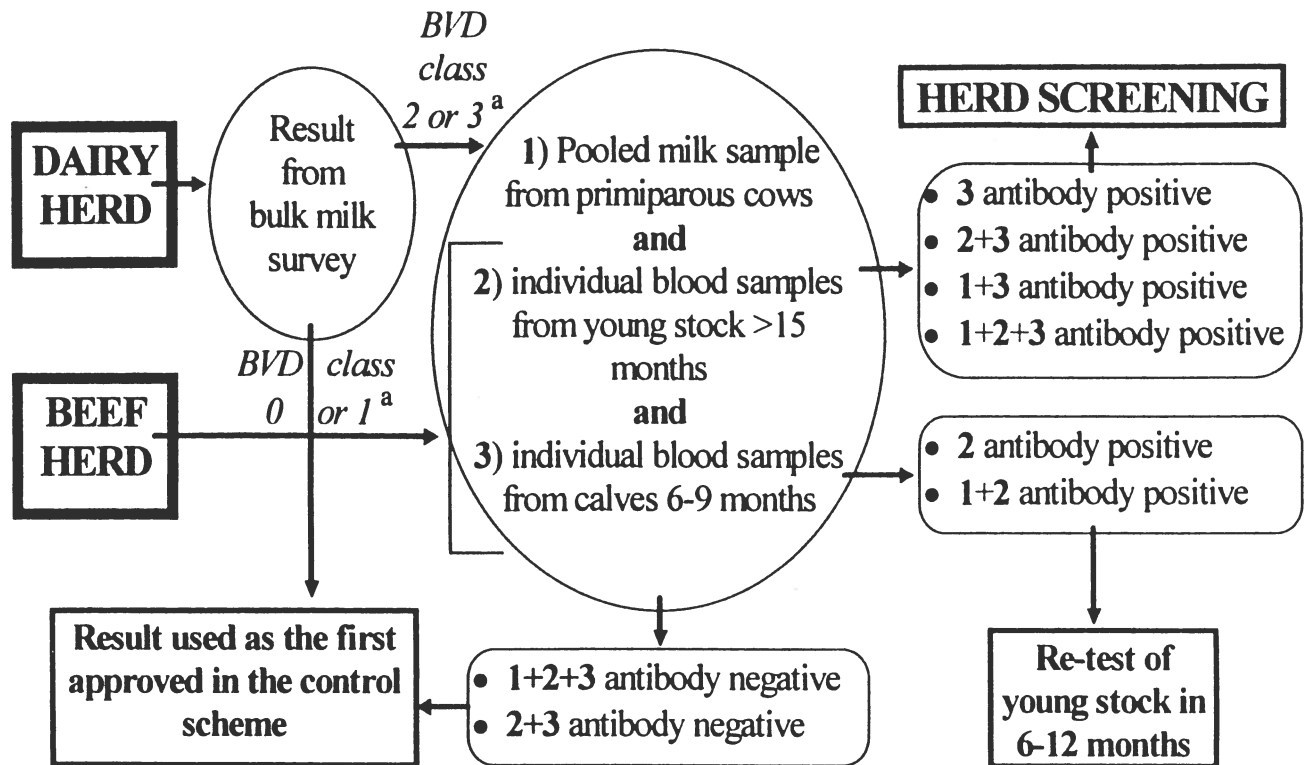 DAIRY
HERD
Result
from
bulk milk
survey
BVD
class
2 or 3 a
1) Pooled milk sample
from primiparous cows
and
2) individual blood samples
from young stock >15
months
and
3) individual blood samples
from calves 6-9 months
HERD SCREENING
• 3 antibody positive
• 2+3 antibody positive
• 1+3 antibody positive
• 1+2+3 antibody positive
BEEF
HERD
BVD class
0 or 1 a
• 2 antibody positive
• 1+2 antibody positive
Result used as the first
approved in the control
scheme
• 1+2+3 antibody negative
• 2+3 antibody negative
Re-test of
young stock in
6-12 months